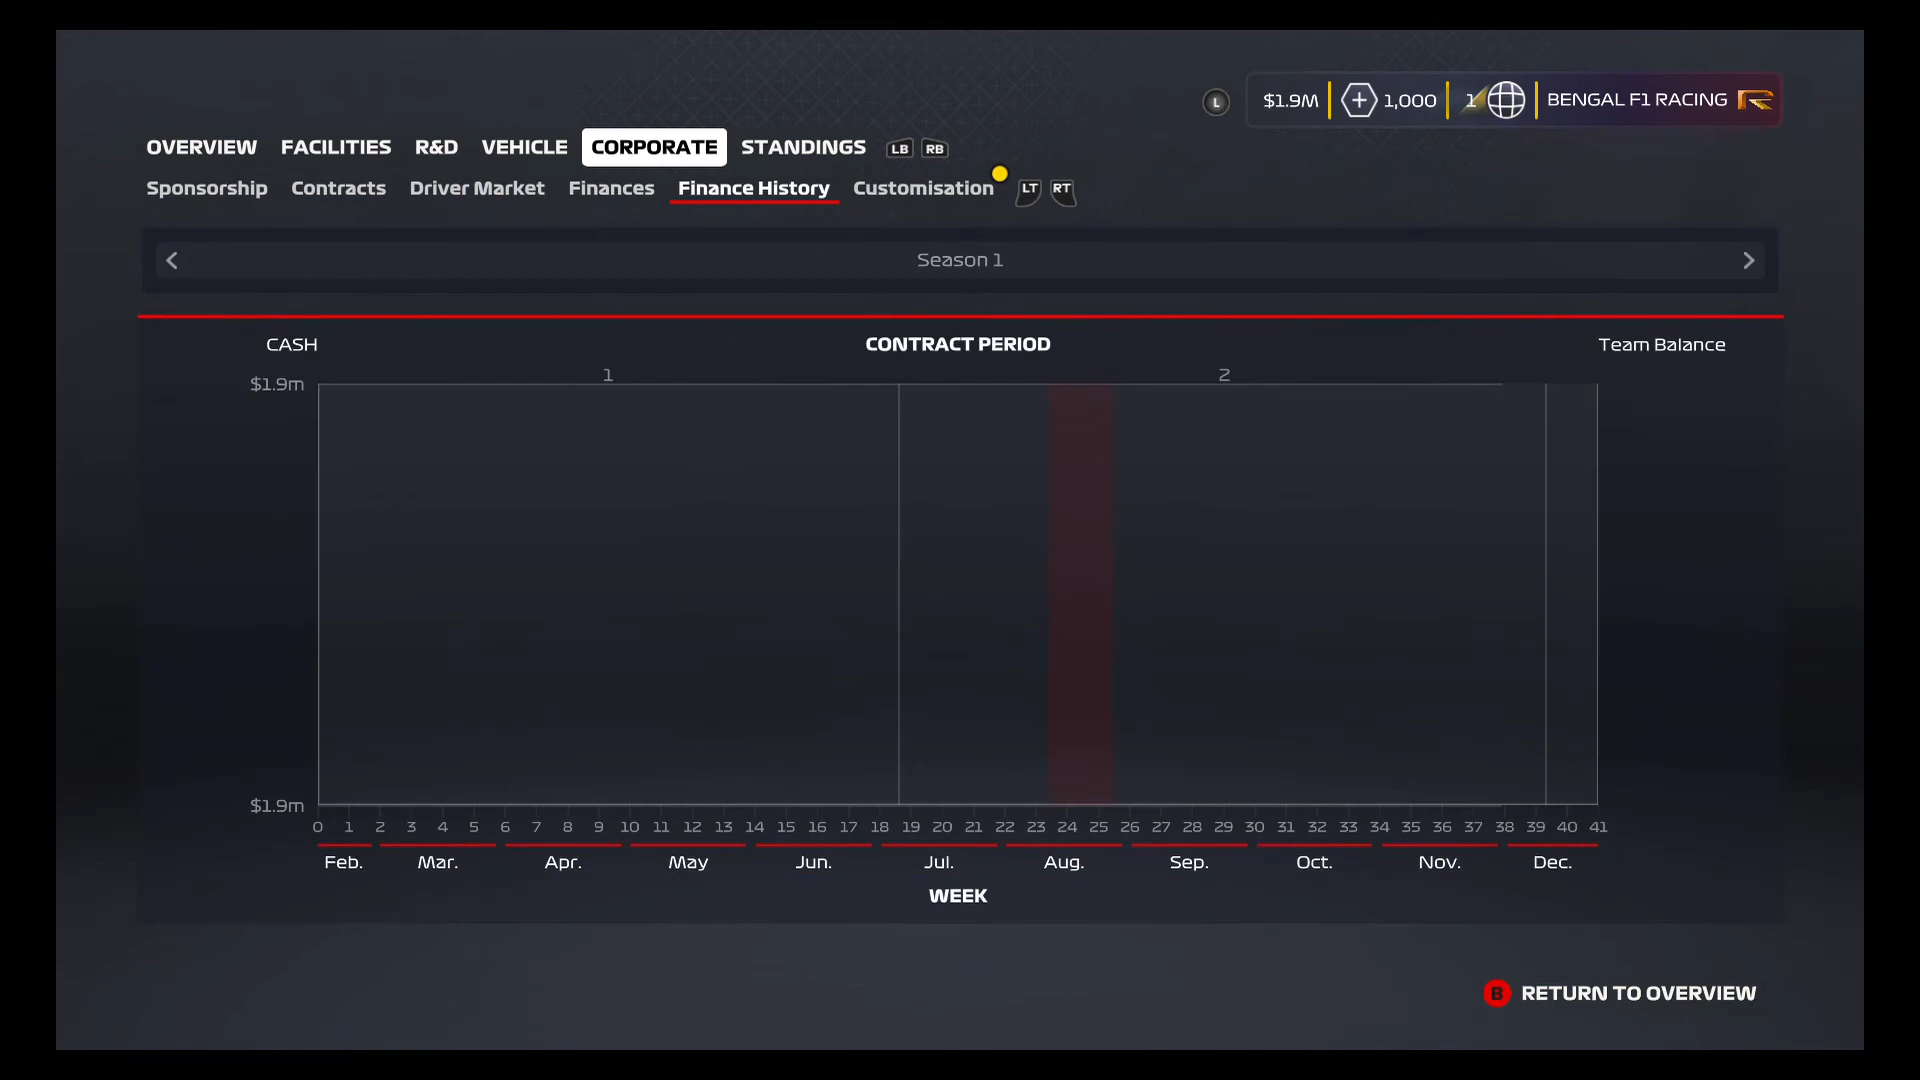 L $1.9M 1,000 1 BENGAL F1 RACING
OVERVIEW FACILITIES R&D VEHICLE CORPORATE STANDINGS LB RB
Sponsorship Contracts Driver Market Finances Finance History Customisation LT RT
Season 1
CASH CONTRACT PERIOD Team Balance
1 2
$1.9m
$1.9m
0 1 2 3 4 5 6 7 8 9 10 11 12 13 14 15 16 17 18 19 20 21 22 23 24 25 26 27 28 29 30 31 32 33 34 35 36 37 38 39 40 41
Feb. Mar. Apr. May Jun. Jul. Aug. Sep. Oct. Nov. Dec.
WEEK
B RETURN TO OVERVIEW